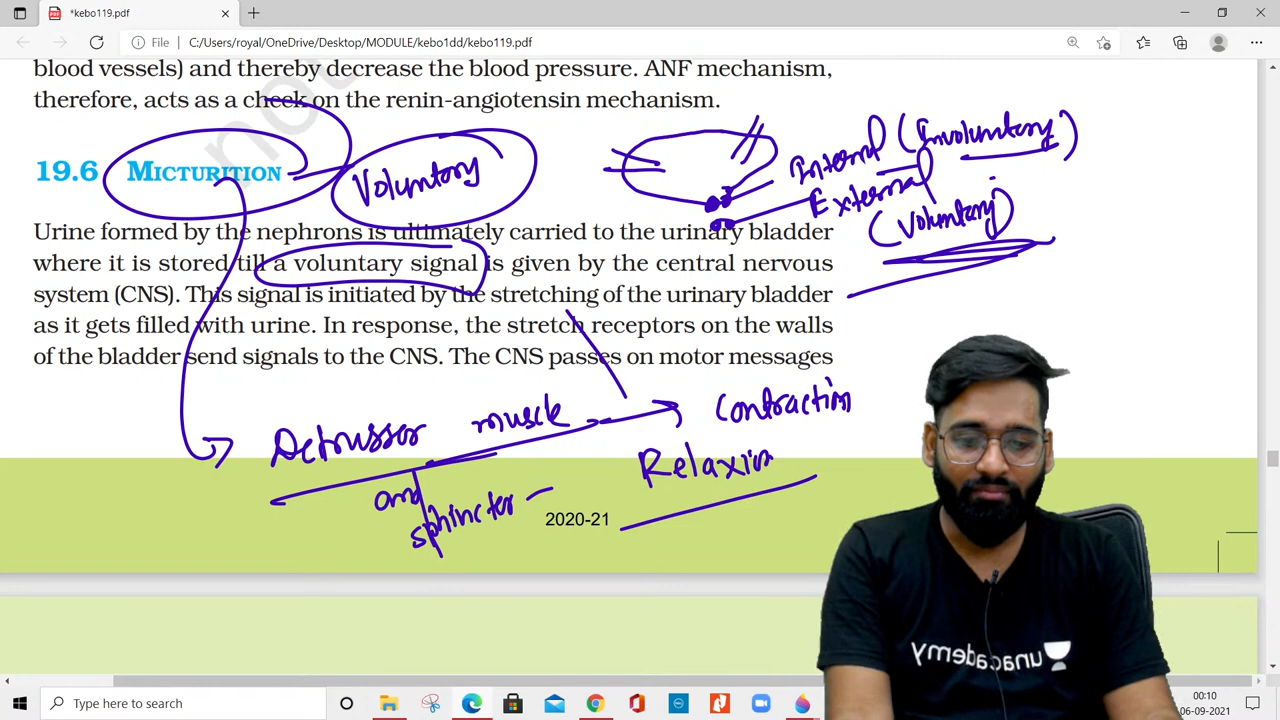 *kebo119.pdf
File C:/Users/royal/OneDrive/Desktop/MODULE/kebo1dd/kebo119.pdf
blood vessels) and thereby decrease the blood pressure. ANF mechanism,
therefore, acts as a check on the renin-angiotensin mechanism.
19.6 MICTURITION
Voluntary
Internal (Involuntary)
External
(Voluntary)
Urine formed by the nephrons is ultimately carried to the urinary bladder
where it is stored till a voluntary signal is given by the central nervous
system (CNS). This signal is initiated by the stretching of the urinary bladder
as it gets filled with urine. In response, the stretch receptors on the walls
of the bladder send signals to the CNS. The CNS passes on motor messages
Detrussor muscle
Contraction
and
sphincter -
Relaxin
2020-21
unacademy
Type here to search
00:10
06-09-2021